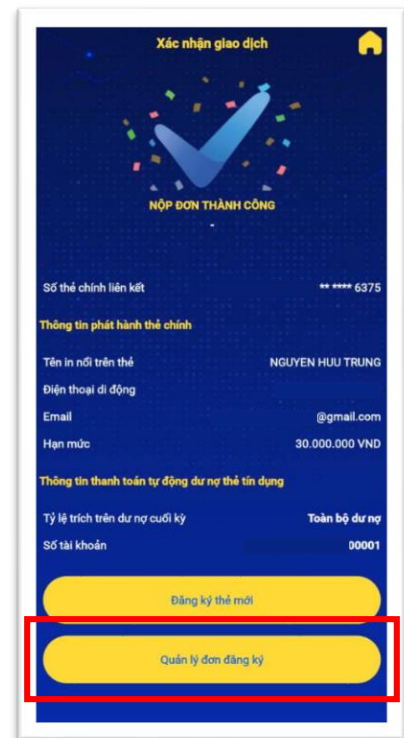 Xác nhận giao dịch
NỘP ĐƠN THÀNH CÔNG
-
Số thẻ chính liên kết ** **** 6375
Thông tin phát hành thẻ chính
Tên in nổi trên thẻ NGUYEN HUU TRUNG
Điện thoại di động
Email @gmail.com
Hạn mức 30.000.000 VND
Thông tin thanh toán tự động dư nợ thẻ tín dụng
Tỷ lệ trích trên dư nợ cuối kỳ Toàn bộ dư nợ
Số tài khoản 00001
Đăng ký thẻ mới
Quản lý đơn đăng ký